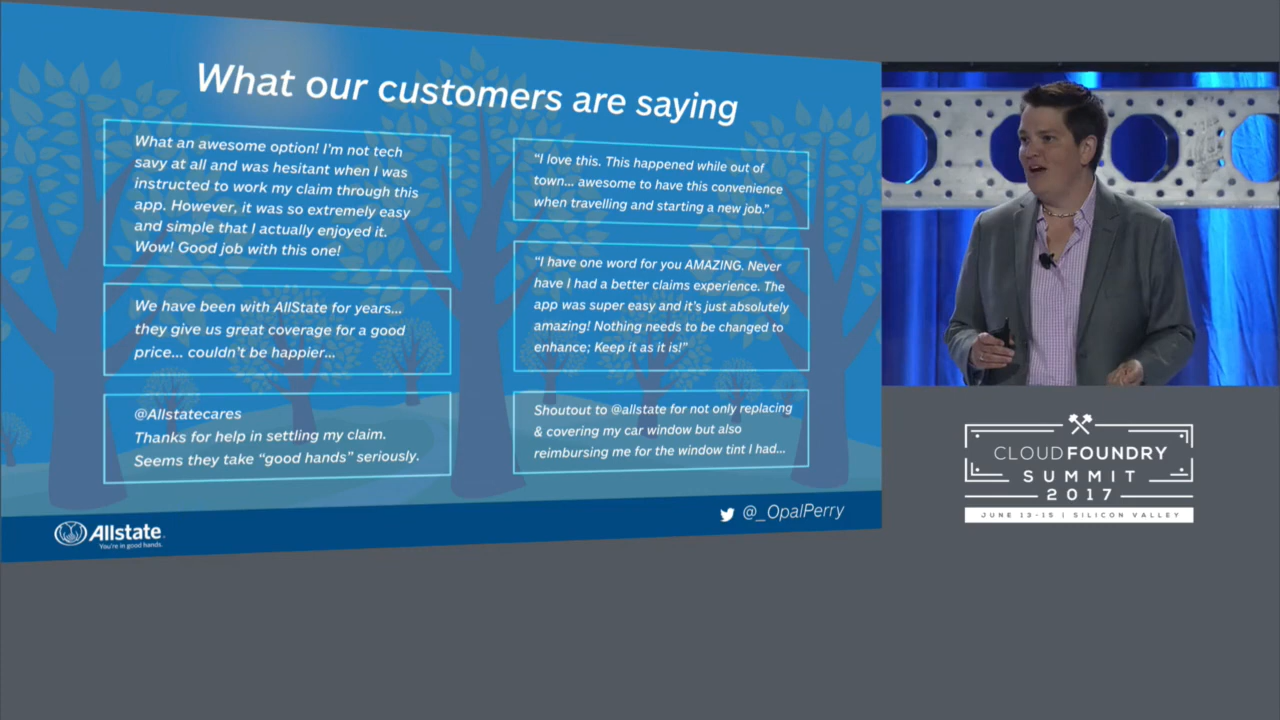 What our customers are saying
What an awesome option! I'm not tech
savy at all and was hesitant when I was
instructed to work my claim through this
app. However, it was so extremely easy
and simple that I actually enjoyed it.
Wow! Good job with this one!
We have been with AllState for years...
they give us great coverage for a good
price... couldn't be happier...
@Allstatecares
Thanks for help in settling my claim.
Seems they take "good hands" seriously.
"I love this. This happened while out of
town... awesome to have this convenience
when travelling and starting a new job."
"I have one word for you AMAZING. Never
have I had a better claims experience. The
app was super easy and it's just absolutely
amazing! Nothing needs to be changed to
enhance; Keep it as it is!"
Shoutout to @allstate for not only replacing
& covering my car window but also
reimbursing me for the window tint I had...
Allstate.
You're in good hands.
@_OpalPerry
CLOUD FOUNDRY
SUMMIT
2017
JUNE 13-15 | SILICON VALLEY